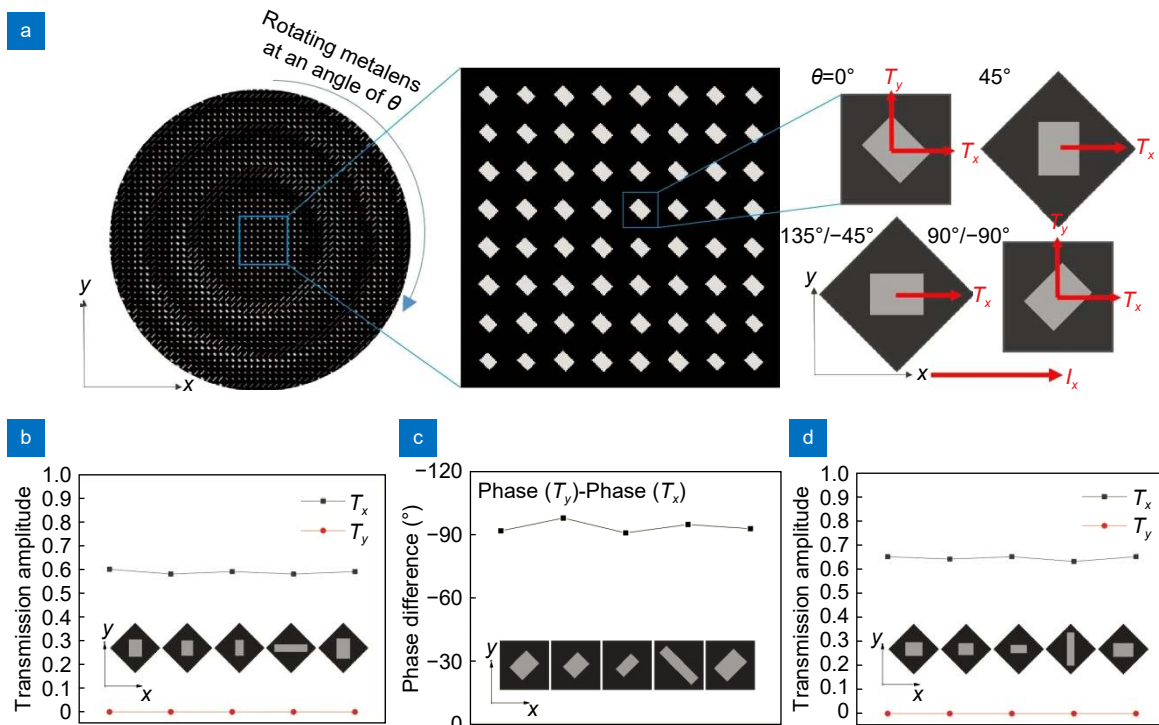 a
Rotating metalens
at an angle of θ
y
x
θ=0°
Ty
Tx
45°
Tx
135°/−45°
Tx
90°/−90°
Ty
Tx
y
x
Ix
b
Transmission amplitude
1.0
0.9
0.8
0.7
0.6
0.5
0.4
0.3
0.2
0.1
0
Tx
Ty
y
x
c
Phase difference (°)
−120
−90
−60
−30
0
Phase (Ty)-Phase (Tx)
y
x
d
Transmission amplitude
1.0
0.9
0.8
0.7
0.6
0.5
0.4
0.3
0.2
0.1
0
Tx
Ty
y
x